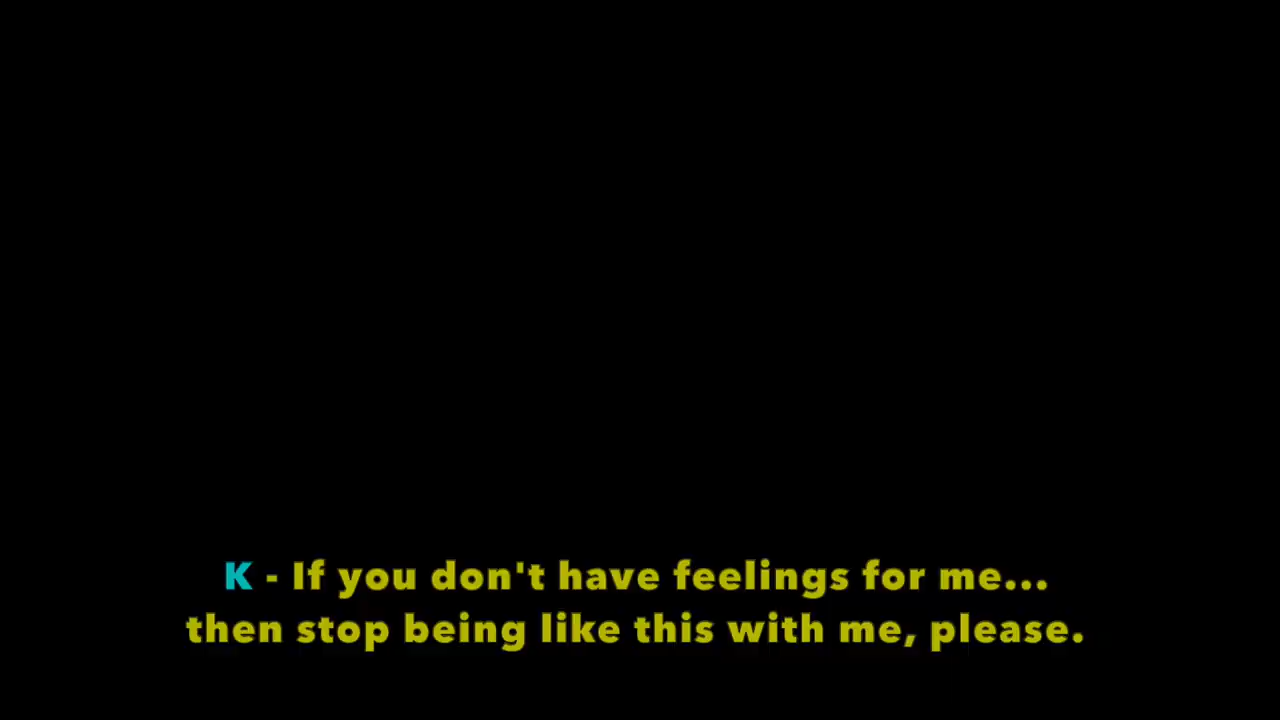 K - If you don't have feelings for me...
then stop being like this with me, please.